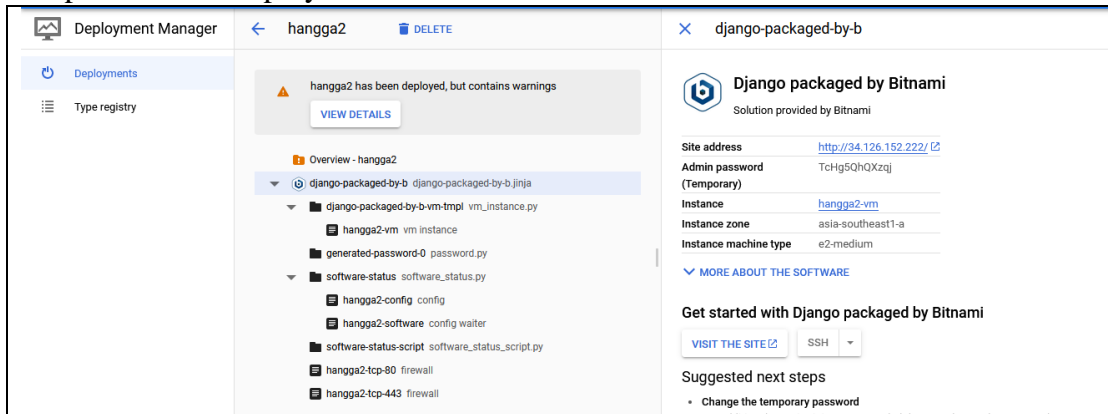 Deployment Manager
Deployments
Type registry
hangga2
DELETE
hangga2 has been deployed, but contains warnings
VIEW DETAILS
Overview - hangga2
django-packaged-by-b django-packaged-by-b.jinja
django-packaged-by-b-vm-tmpl vm_instance.py
hangga2-vm vm instance
generated-password-0 password.py
software-status software_status.py
hangga2-config config
hangga2-software config waiter
software-status-script software_status_script.py
hangga2-tcp-80 firewall
hangga2-tcp-443 firewall
django-packaged-by-b
Django packaged by Bitnami
Solution provided by Bitnami
Site address http://34.126.152.222/
Admin password (Temporary) TcHg5QhQXzqj
Instance hangga2-vm
Instance zone asia-southeast1-a
Instance machine type e2-medium
MORE ABOUT THE SOFTWARE
Get started with Django packaged by Bitnami
VISIT THE SITE SSH
Suggested next steps
• Change the temporary password